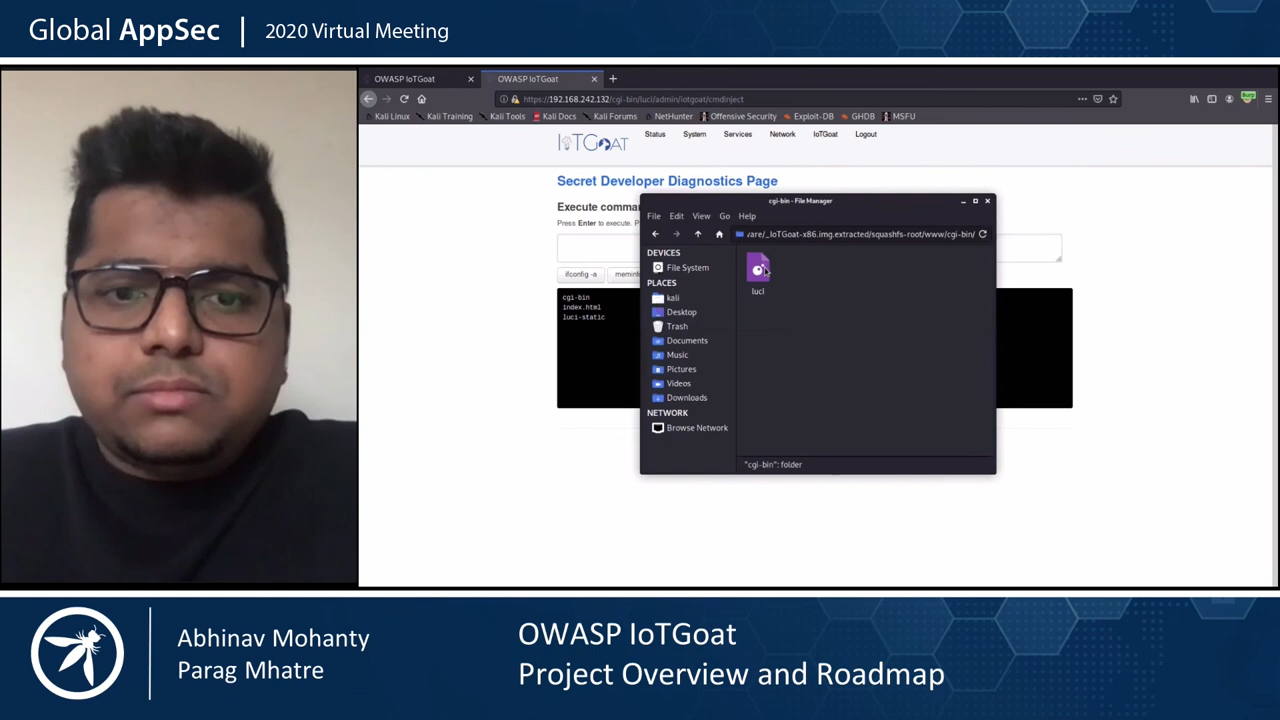 Global AppSec | 2020 Virtual Meeting
OWASP IoTGoat
OWASP IoTGoat
https://192.168.242.132/cgi-bin/luci/admin/iotgoat/cmdinject
Burp
Kali Linux Kali Training Kali Tools Kali Docs Kali Forums NetHunter Offensive Security Exploit-DB GHDB MSFU
IoTGoat Status System Services Network IoTGoat Logout
Secret Developer Diagnostics Page
Execute comma
Press Enter to execute. P
ifconfig -a memin
cgi-bin
index.html
luci-static
cgi-bin - File Manager
File Edit View Go Help
vare/_IoTGoat-x86.img.extracted/squashfs-root/www/cgi-bin/
DEVICES
File System
PLACES
kali
Desktop
Trash
Documents
Music
Pictures
Videos
Downloads
NETWORK
Browse Network
luci
"cgi-bin": folder
Abhinav Mohanty
Parag Mhatre
OWASP IoTGoat
Project Overview and Roadmap